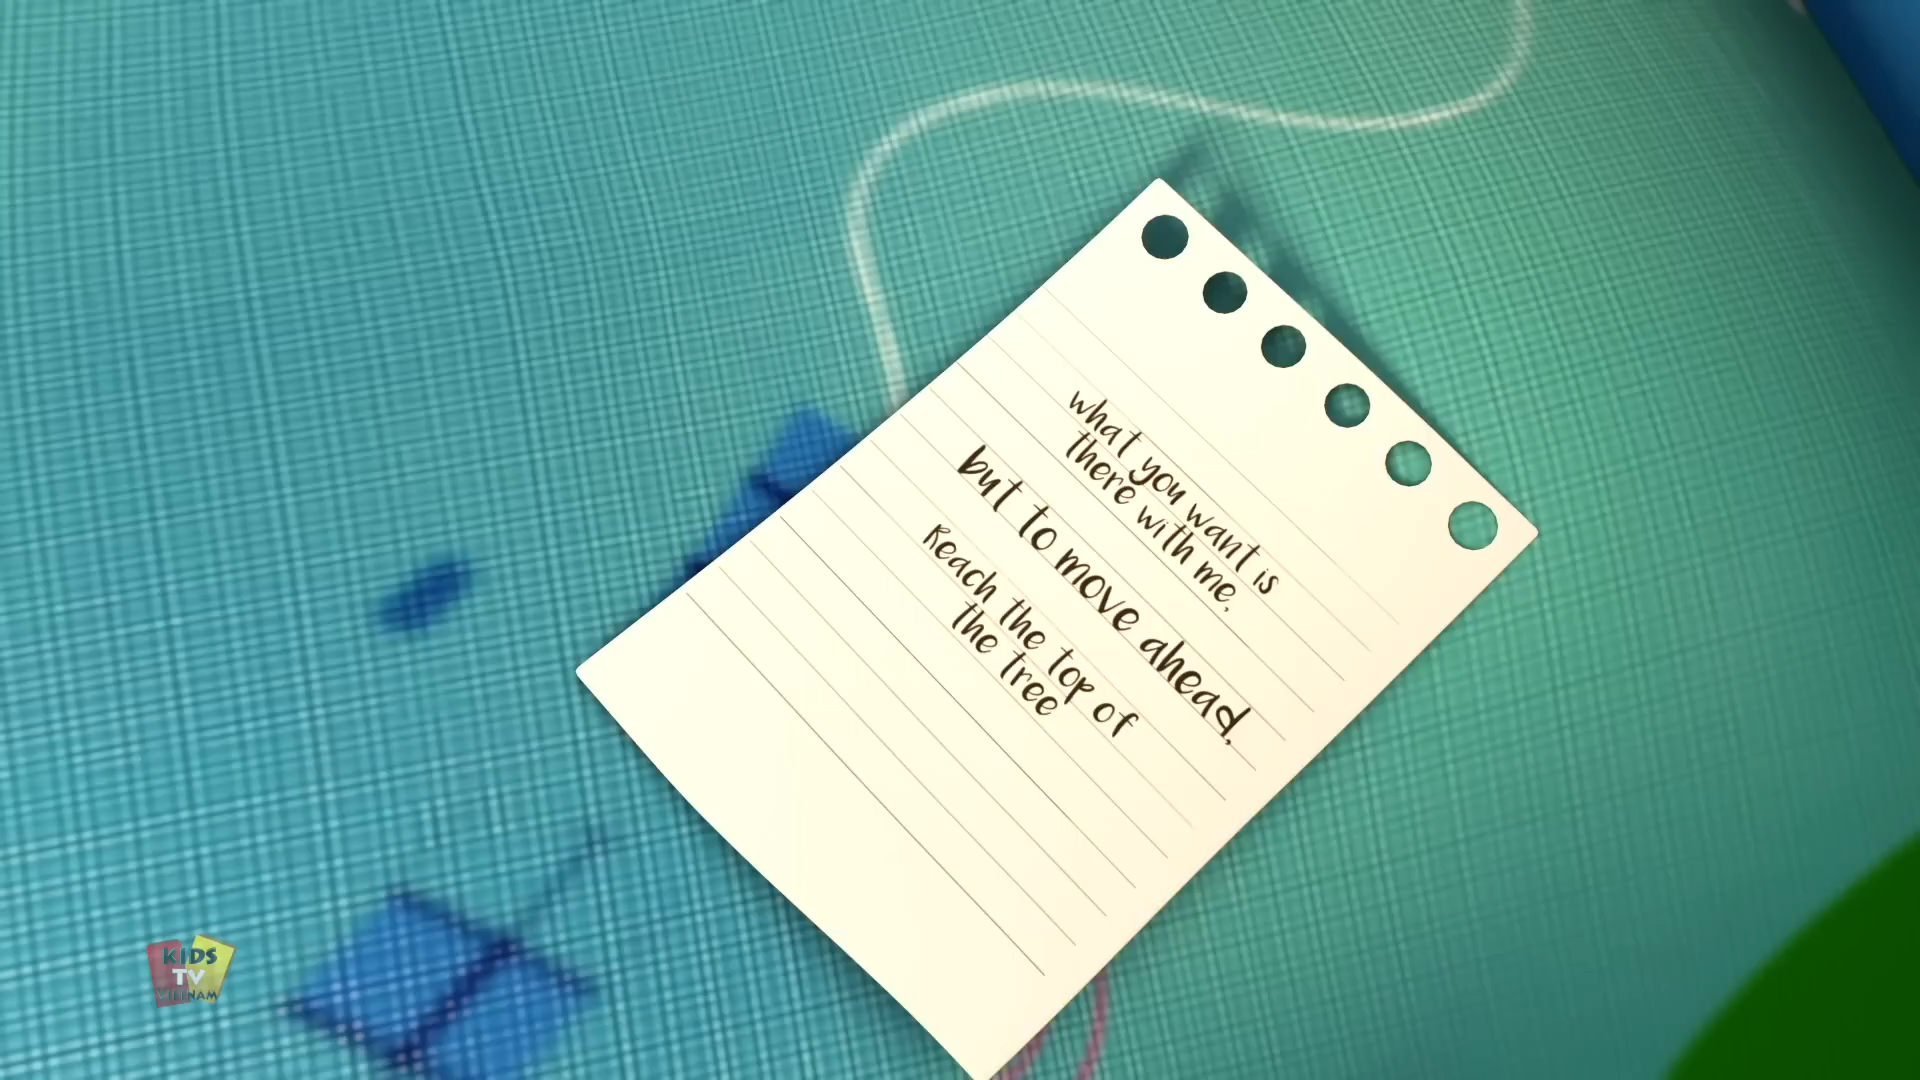 what you want is
there with me,
but to move ahead,
Reach the top of
the tree
KIDS
TV
VIETNAM